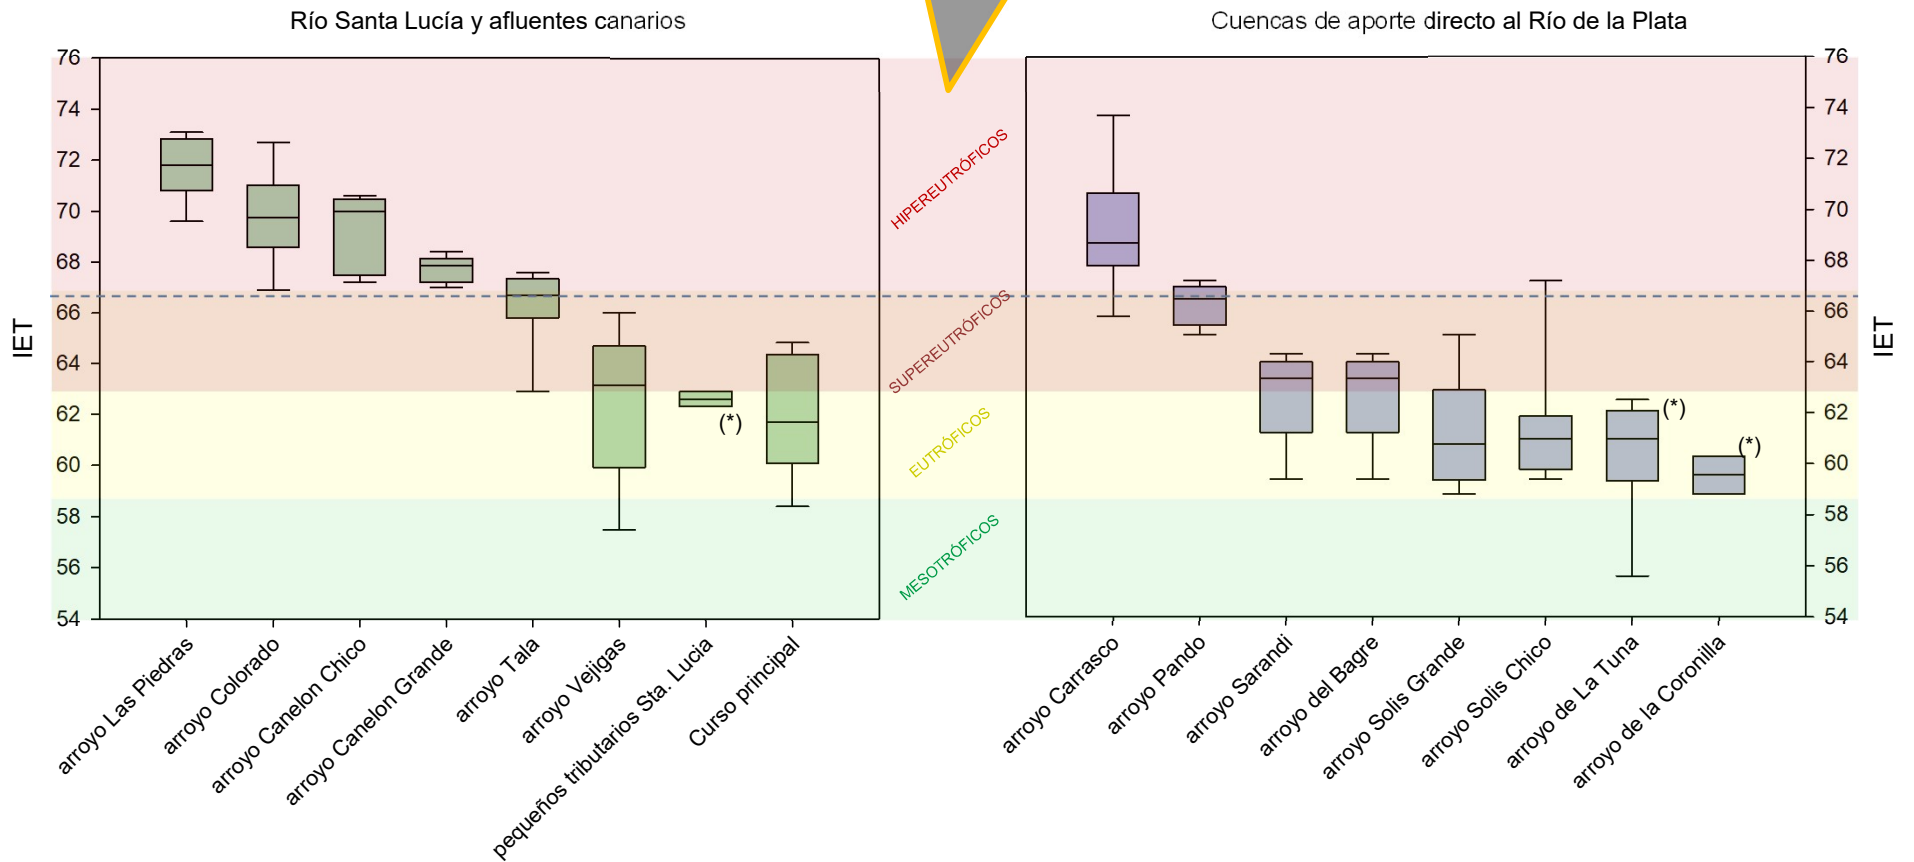 Río Santa Lucía y afluentes canarios
Cuencas de aporte directo al Río de la Plata
76
74
72
70
68
66
64
62
60
58
56
54
IET
HIPEREUTRÓFICOS
SUPEREUTRÓFICOS
EUTRÓFICOS
MESOTRÓFICOS
(*)
(*)
(*)
76
74
72
70
68
66
64
62
60
58
56
54
IET
arroyo Las Piedras
arroyo Colorado
arroyo Canelon Chico
arroyo Canelon Grande
arroyo Tala
arroyo Vejigas
pequeños tributarios Sta. Lucia
Curso principal
arroyo Carrasco
arroyo Pando
arroyo Sarandi
arroyo del Bagre
arroyo Solis Grande
arroyo Solis Chico
arroyo de La Tuna
arroyo de la Coronilla